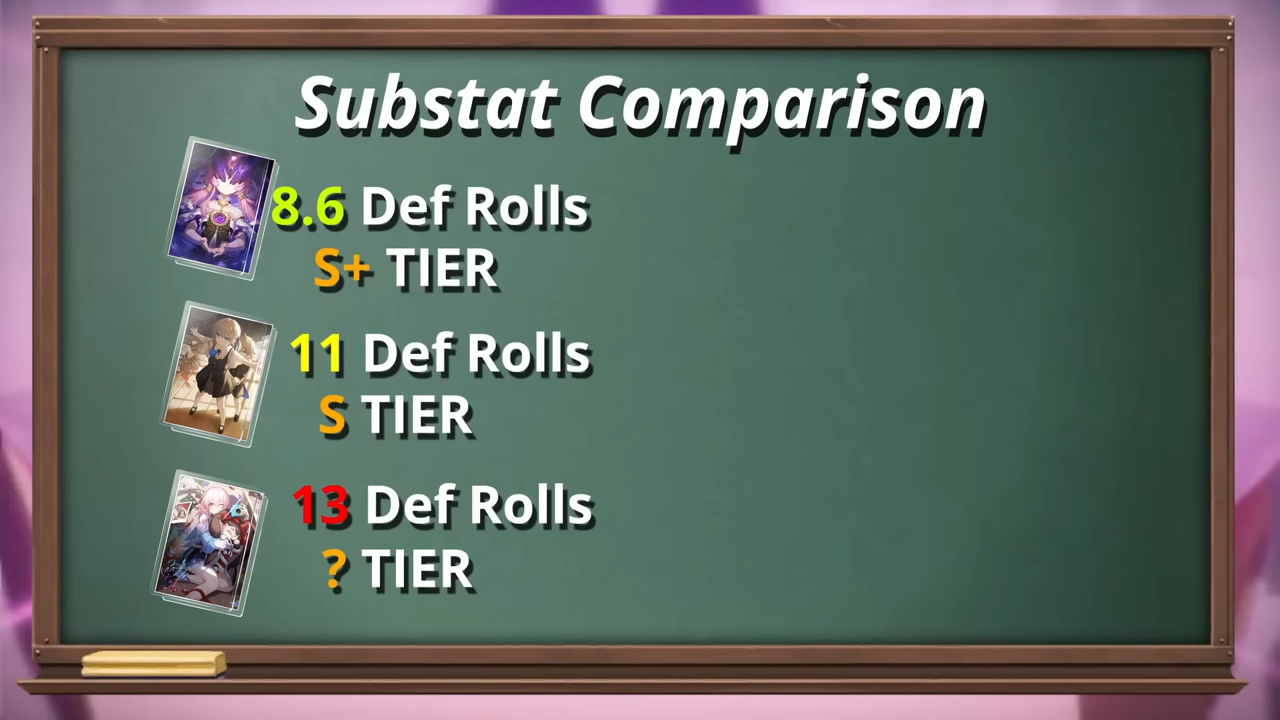 Substat Comparison
8.6 Def Rolls
S+ TIER
11 Def Rolls
S TIER
13 Def Rolls
? TIER